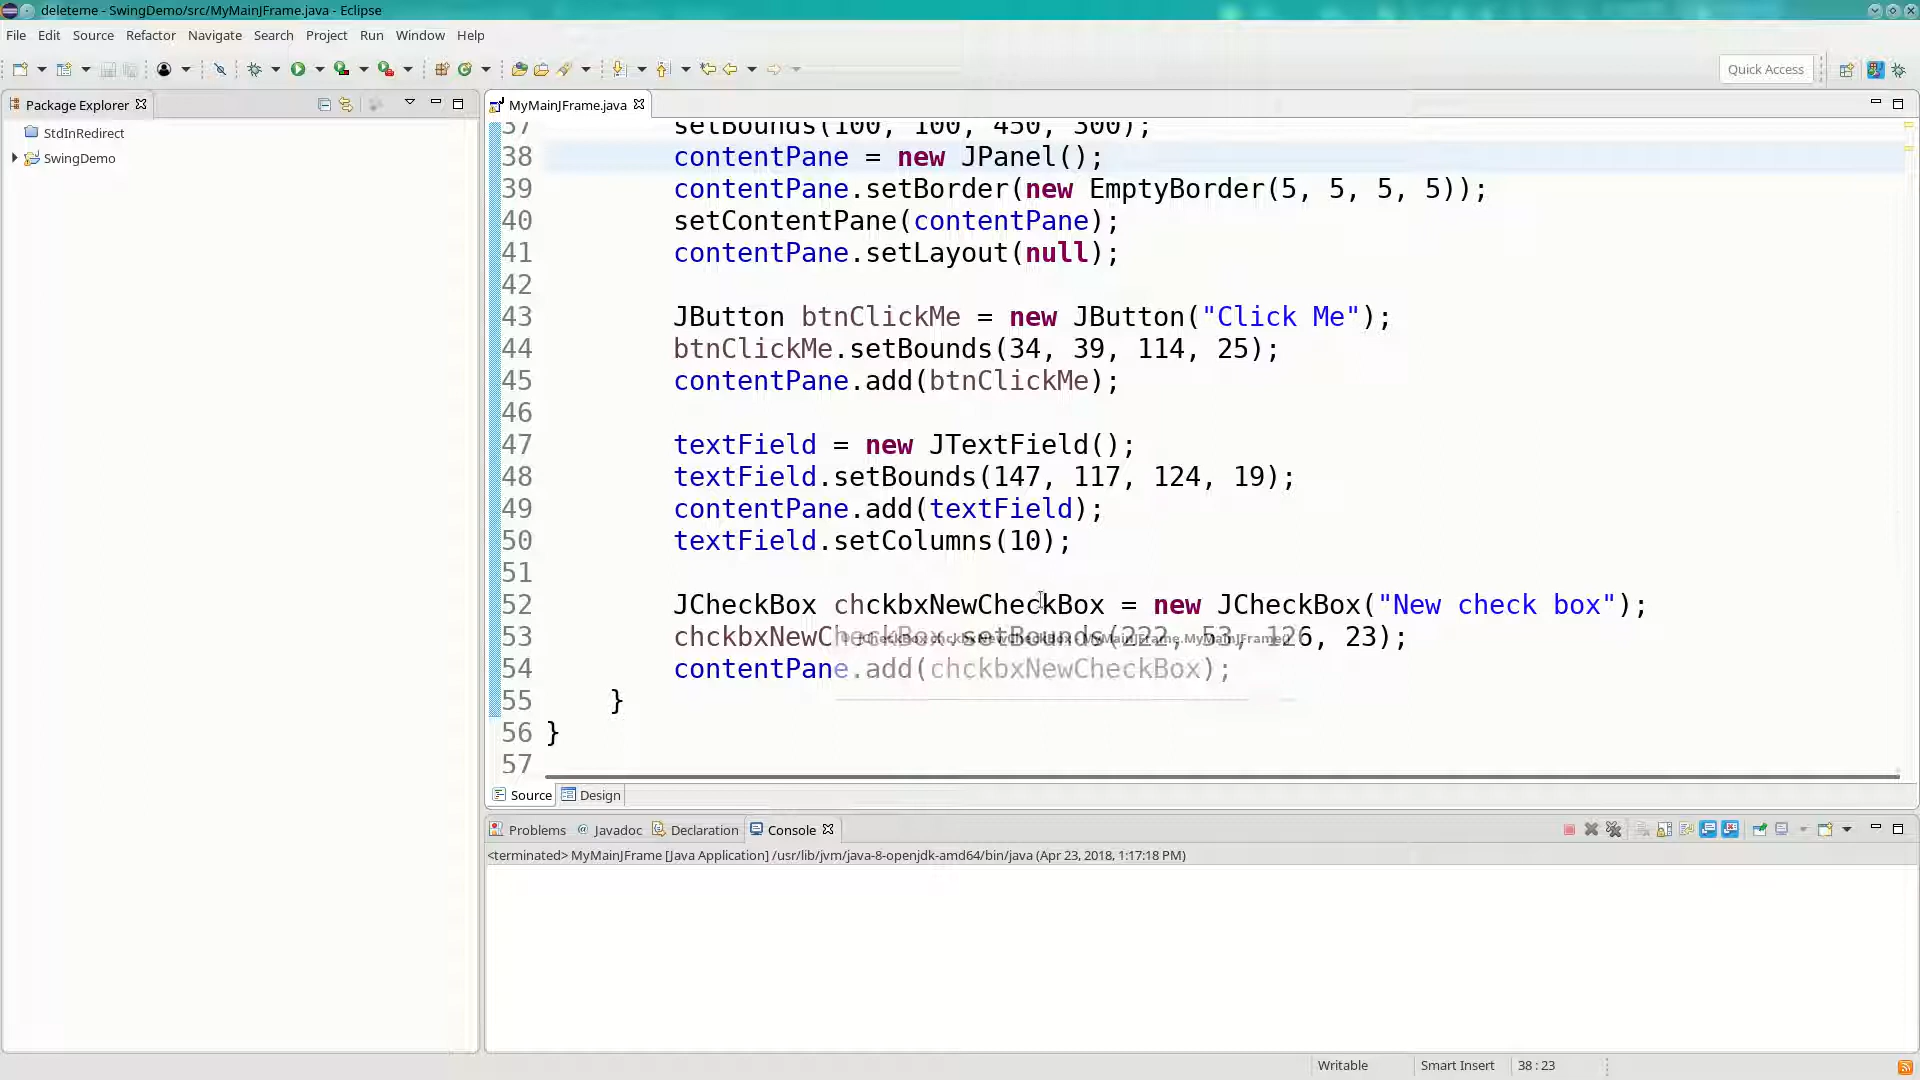 deleteme - SwingDemo/src/MyMainJFrame.java - Eclipse
File Edit Source Refactor Navigate Search Project Run Window Help
Quick Access
Package Explorer
StdInRedirect
SwingDemo
MyMainJFrame.java
37 setBounds(100, 100, 450, 300);
38 contentPane = new JPanel();
39 contentPane.setBorder(new EmptyBorder(5, 5, 5, 5));
40 setContentPane(contentPane);
41 contentPane.setLayout(null);
42
43 JButton btnClickMe = new JButton("Click Me");
44 btnClickMe.setBounds(34, 39, 114, 25);
45 contentPane.add(btnClickMe);
46
47 textField = new JTextField();
48 textField.setBounds(147, 117, 124, 19);
49 contentPane.add(textField);
50 textField.setColumns(10);
51
52 JCheckBox chckbxNewCheckBox = new JCheckBox("New check box");
53 chckbxNewCheckBox.setBounds(222, 53, 126, 23);
JCheckBox chckbxNewCheckBox - MyMainJFrame.MyMainJFrame()
54 contentPane.add(chckbxNewCheckBox);
55 }
56 }
57
Source Design
Problems @ Javadoc Declaration Console
<terminated> MyMainJFrame [Java Application] /usr/lib/jvm/java-8-openjdk-amd64/bin/java (Apr 23, 2018, 1:17:18 PM)
Writable Smart Insert 38 : 23